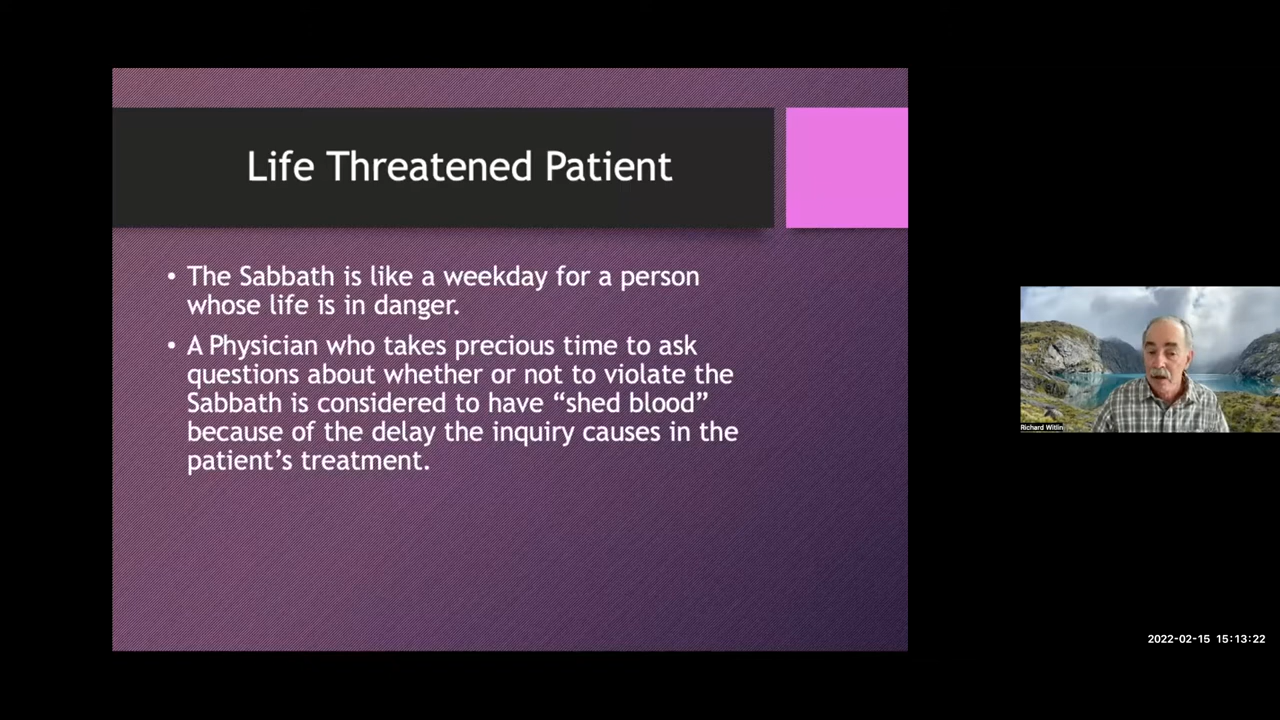 Life Threatened Patient
• The Sabbath is like a weekday for a person
whose life is in danger.
• A Physician who takes precious time to ask
questions about whether or not to violate the
Sabbath is considered to have “shed blood”
because of the delay the inquiry causes in the
patient’s treatment.
Richard Witlin
2022-02-15 15:13:22